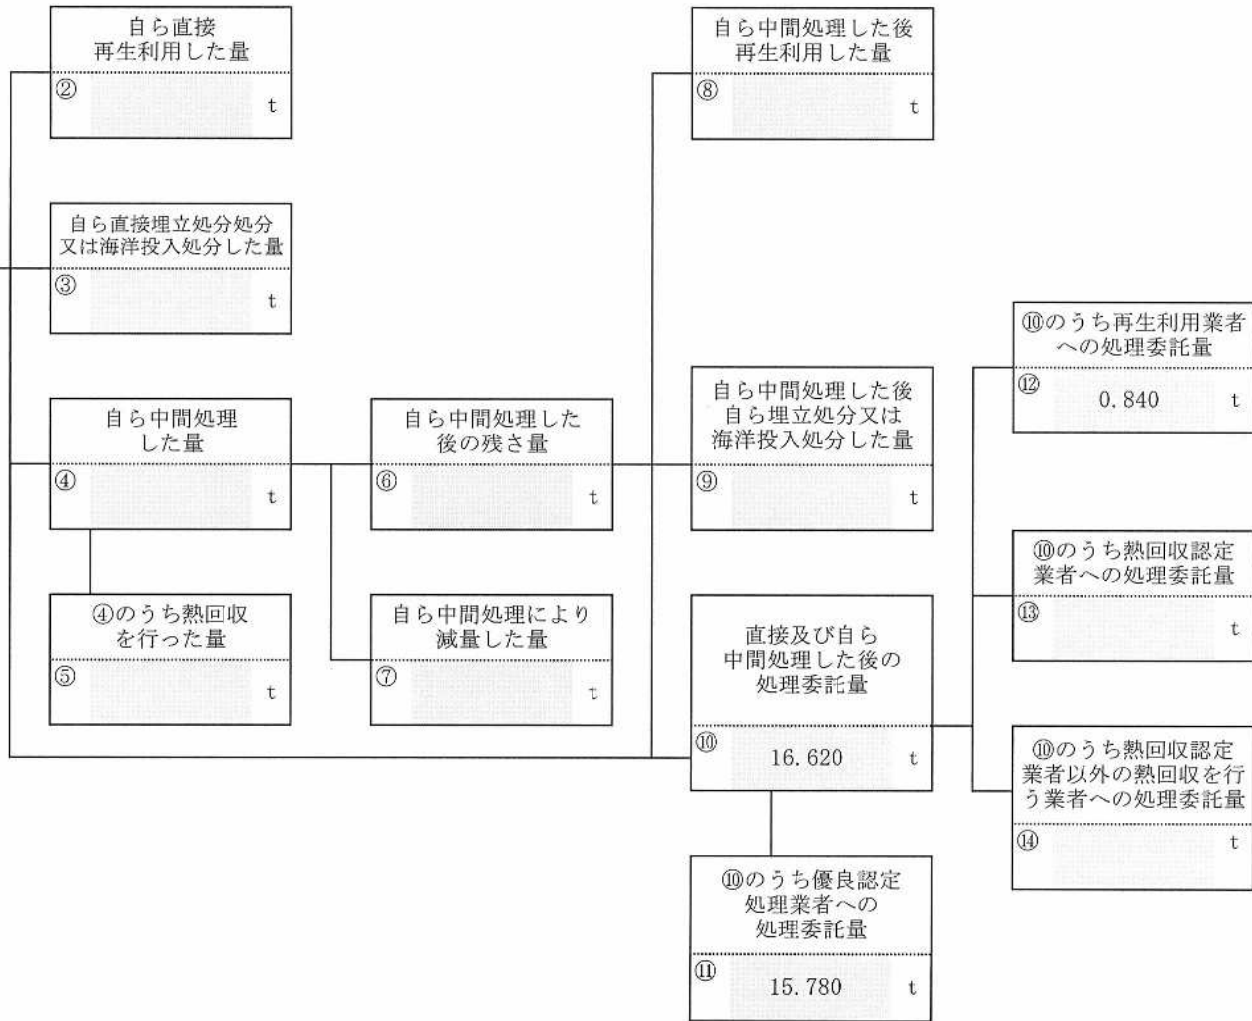 自ら直接
再生利用した量
②
t
自ら中間処理した後
再生利用した量
⑧
t
自ら直接埋立処分処分
又は海洋投入処分した量
③
t
⑩のうち再生利用業者
への処理委託量
⑫
0.840
t
自ら中間処理
した量
④
t
自ら中間処理した
後の残さ量
⑥
t
自ら中間処理した後
自ら埋立処分又は
海洋投入処分した量
⑨
t
⑩のうち熱回収認定
業者への処理委託量
⑬
t
④のうち熱回収
を行った量
⑤
t
自ら中間処理により
減量した量
⑦
t
直接及び自ら
中間処理した後の
処理委託量
⑩
16.620
t
⑩のうち熱回収認定
業者以外の熱回収を行
う業者への処理委託量
⑭
t
⑩のうち優良認定
処理業者への
処理委託量
⑪
15.780
t